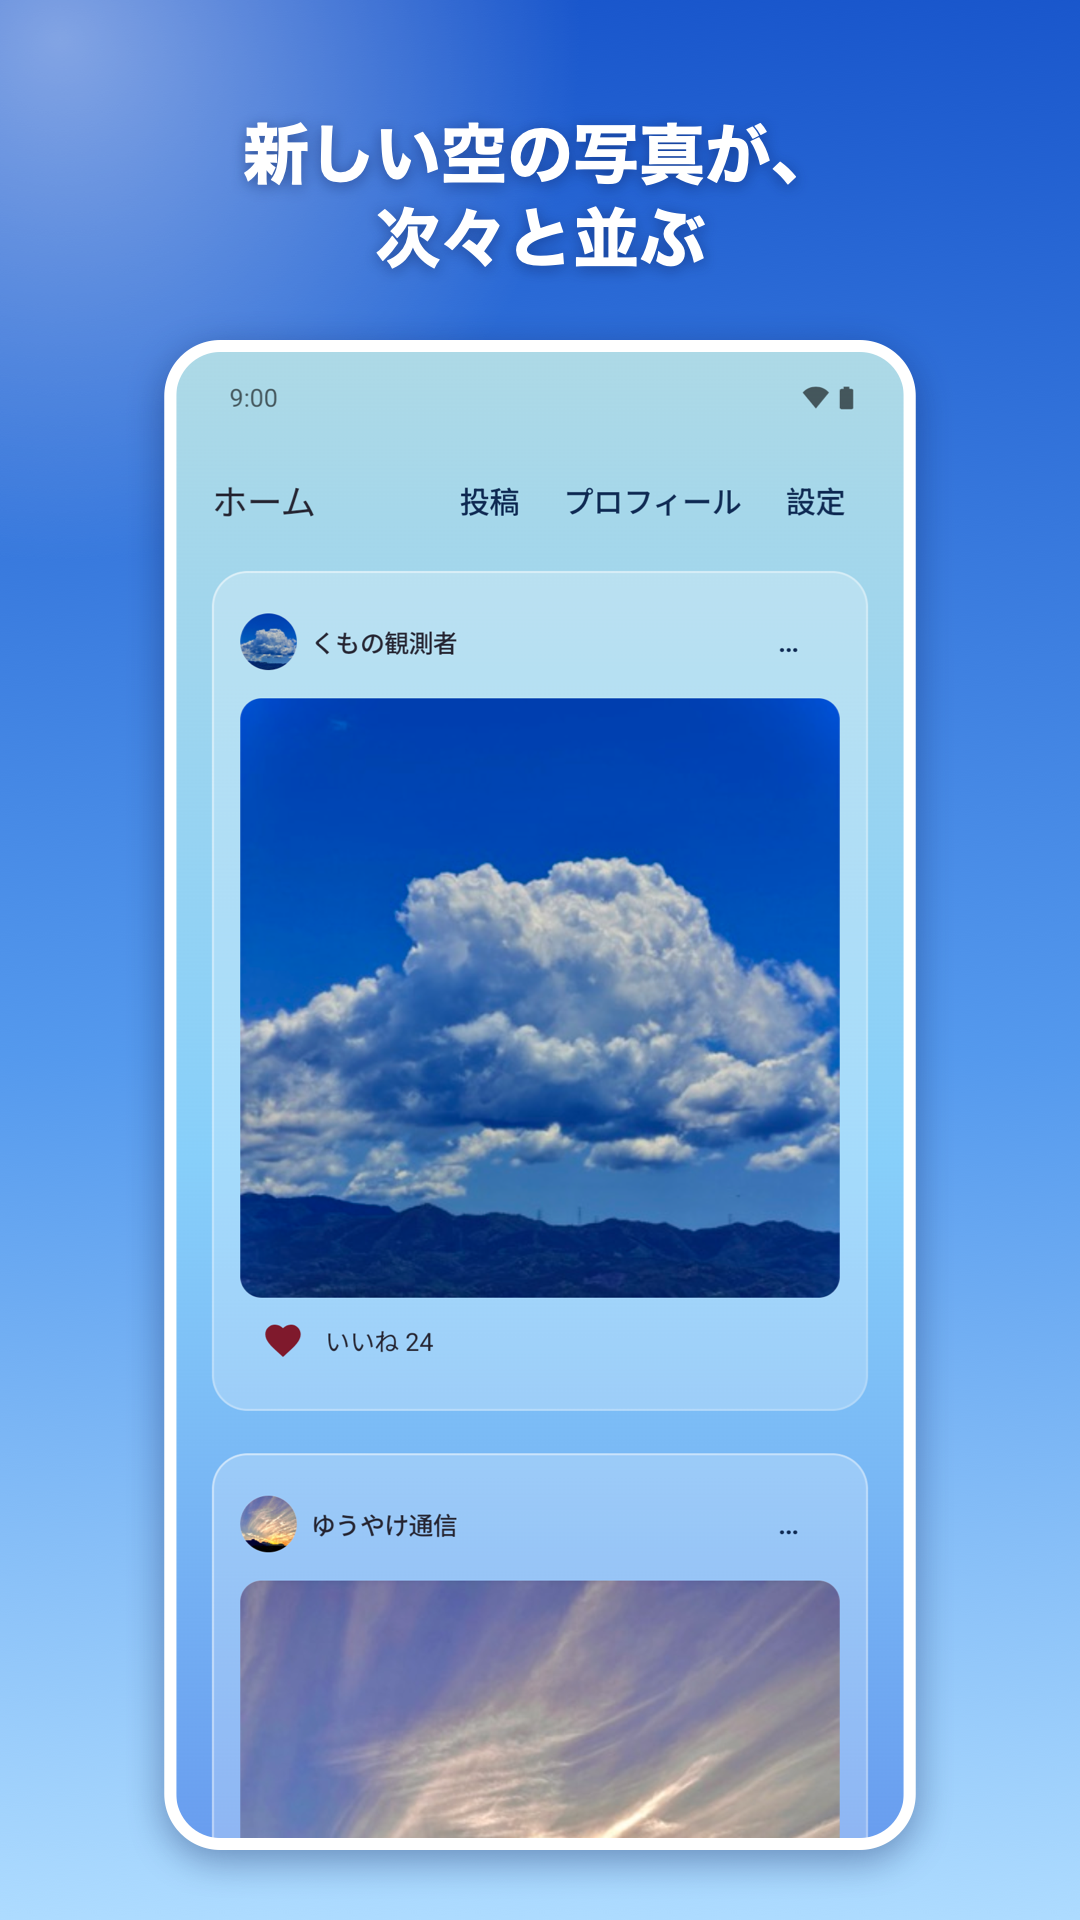 新しい空の写真が、
次々と並ぶ
9:00
ホーム 投稿 プロフィール 設定
くもの観測者 …
いいね 24
ゆうやけ通信 …